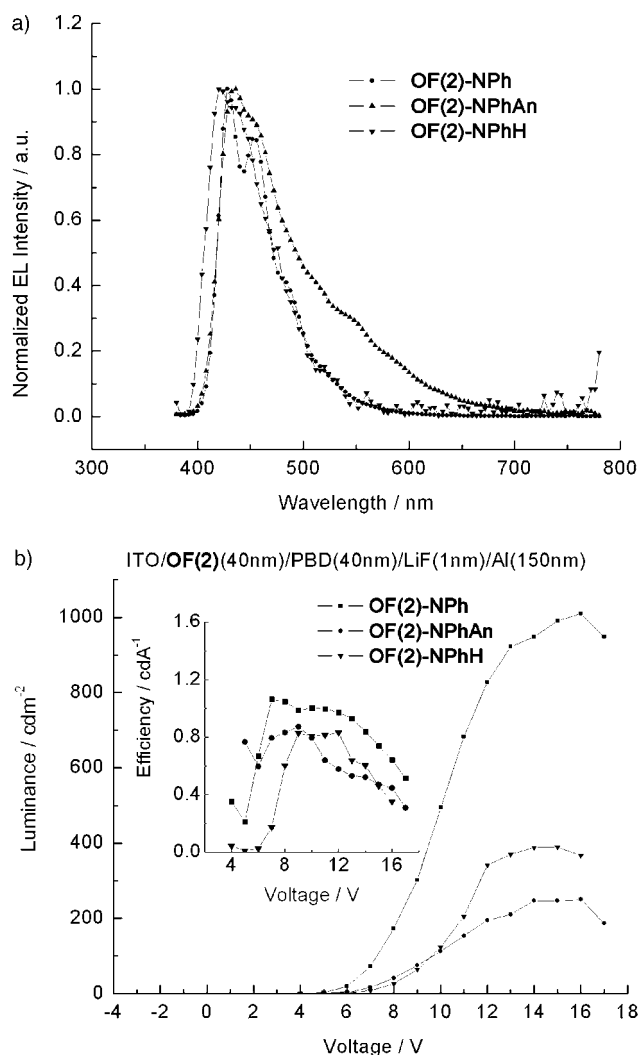 a)
OF(2)-NPh
OF(2)-NPhAn
OF(2)-NPhH
1.0
0.8
0.6
0.4
0.2
0.0
Normalized EL Intensity / a.u.
300 400 500 600 700 800
Wavelength / nm
b)
ITO/OF(2)(40nm)/PBD(40nm)/LiF(1nm)/Al(150nm)
1000
800
600
400
200
0
Luminance / cdm-2
1.6
1.2
0.8
0.4
0.0
Efficiency / cdA-1
OF(2)-NPh
OF(2)-NPhAn
OF(2)-NPhH
4 8 12 16
Voltage / V
-4 -2 0 2 4 6 8 10 12 14 16 18
Voltage / V